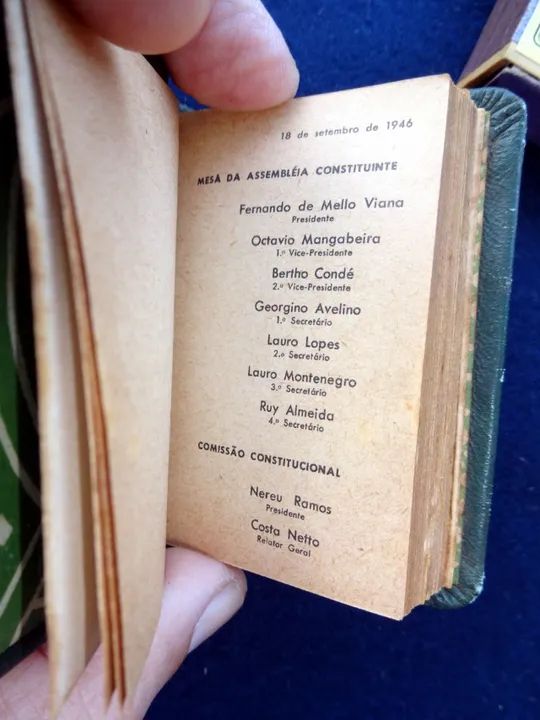 18 de setembro de 1946
MESA DA ASSEMBLÉIA CONSTITUINTE
Fernando de Mello Viana
Presidente
Octavio Mangabeira
1.º Vice-Presidente
Bertho Condé
2.º Vice-Presidente
Georgino Avelino
1.º Secretário
Lauro Lopes
2.º Secretário
Lauro Montenegro
3.º Secretário
Ruy Almeida
4.º Secretário
COMISSÃO CONSTITUCIONAL
Nereu Ramos
Presidente
Costa Netto
Relator Geral